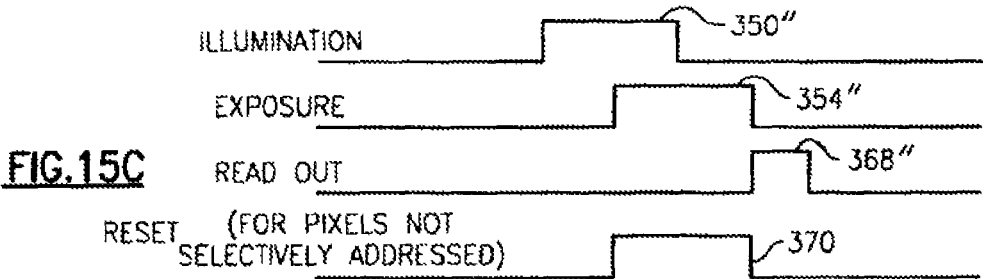 ILLUMINATION 350"
EXPOSURE 354"
FIG.15C READ OUT 368"
RESET (FOR PIXELS NOT
SELECTIVELY ADDRESSED) 370